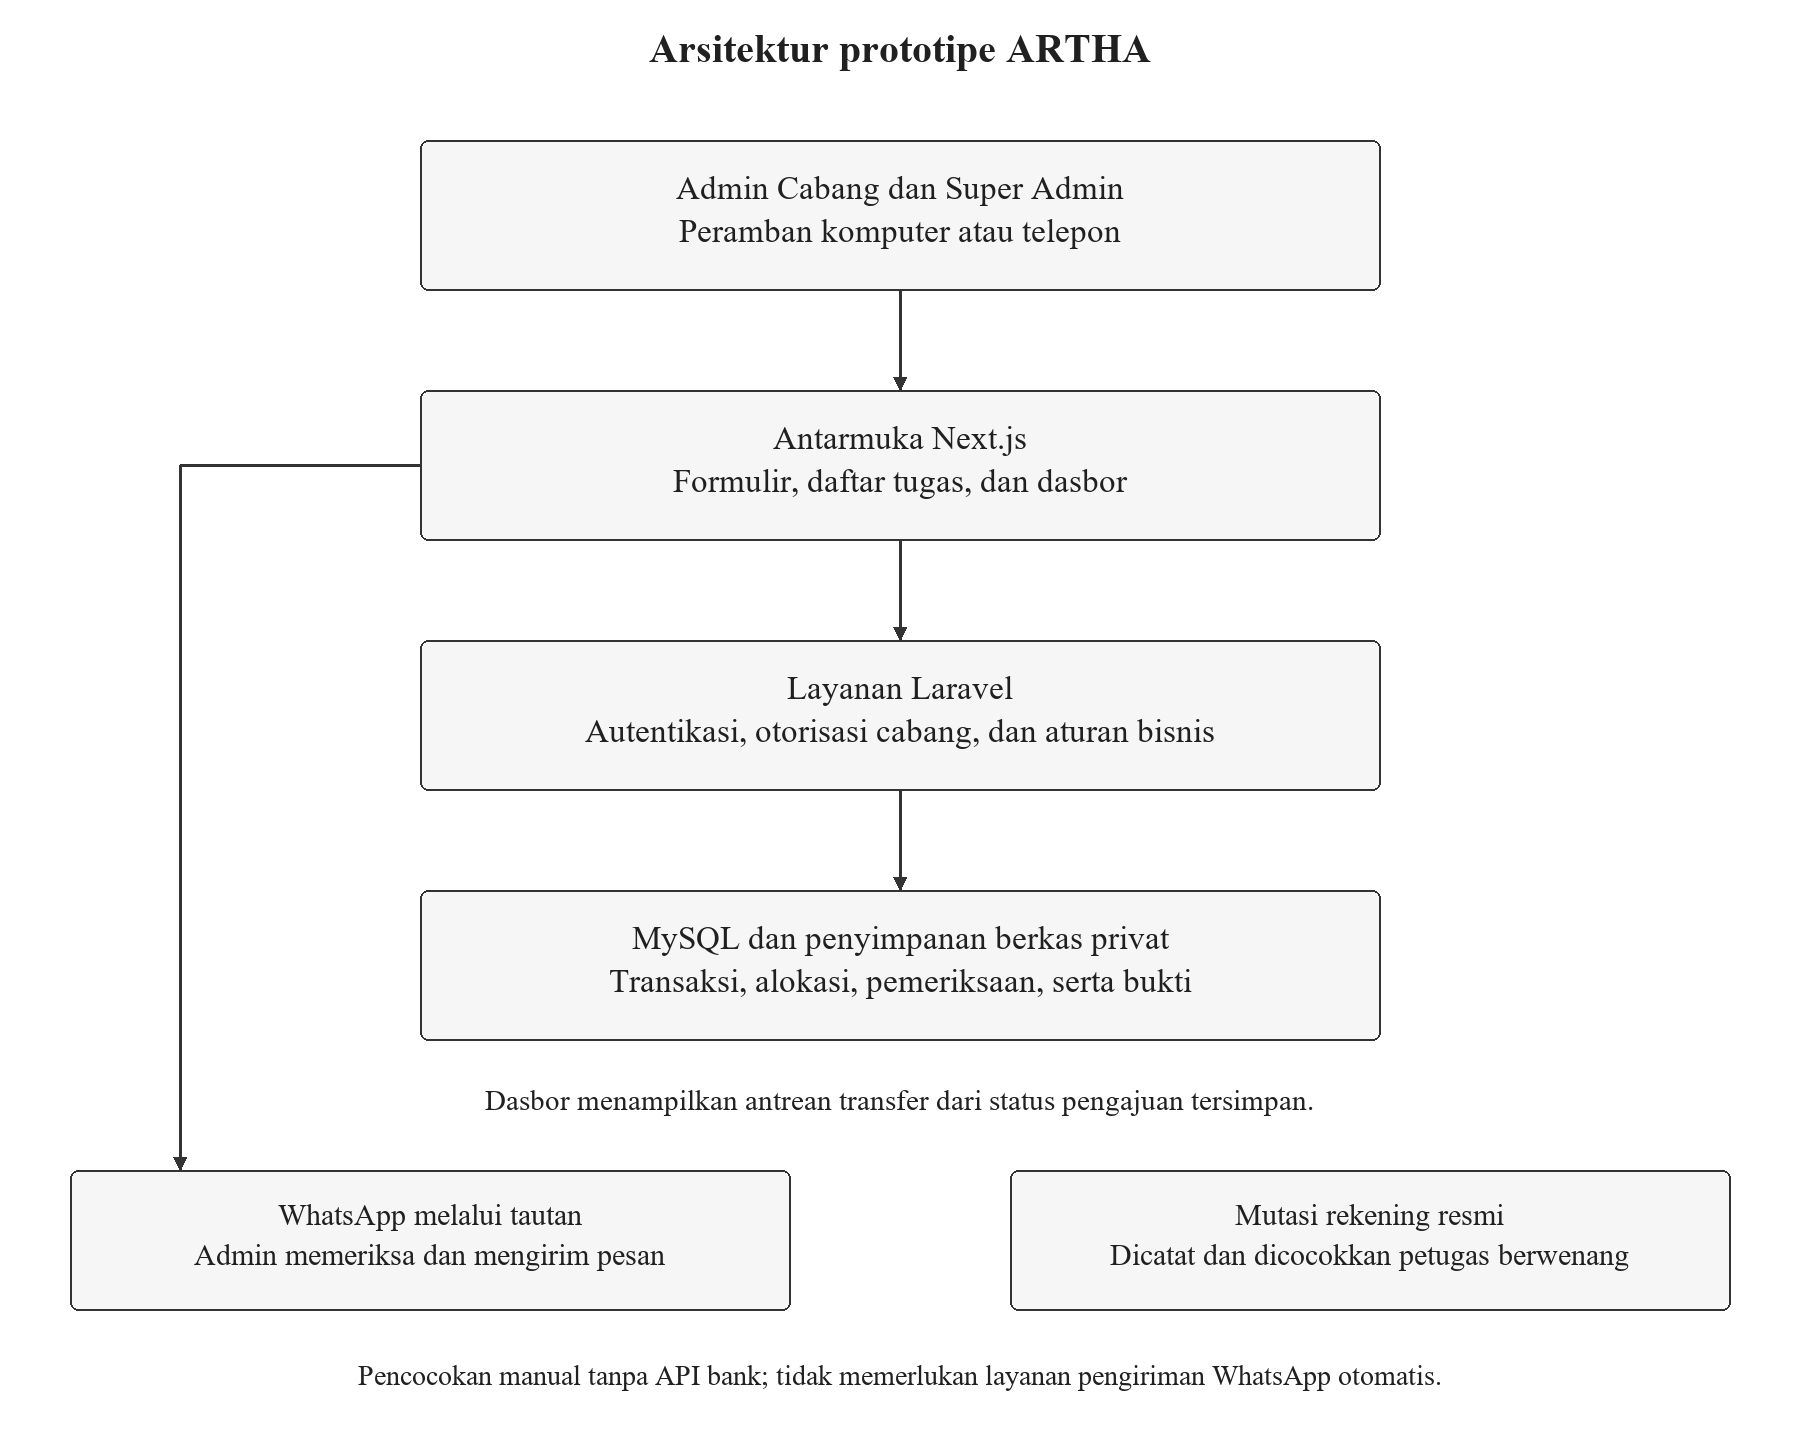 Arsitektur prototipe ARTHA
Admin Cabang dan Super Admin
Peramban komputer atau telepon
Antarmuka Next.js
Formulir, daftar tugas, dan dasbor
Layanan Laravel
Autentikasi, otorisasi cabang, dan aturan bisnis
MySQL dan penyimpanan berkas privat
Transaksi, alokasi, pemeriksaan, serta bukti
Dasbor menampilkan antrean transfer dari status pengajuan tersimpan.
WhatsApp melalui tautan
Admin memeriksa dan mengirim pesan
Mutasi rekening resmi
Dicatat dan dicocokkan petugas berwenang
Pencocokan manual tanpa API bank; tidak memerlukan layanan pengiriman WhatsApp otomatis.